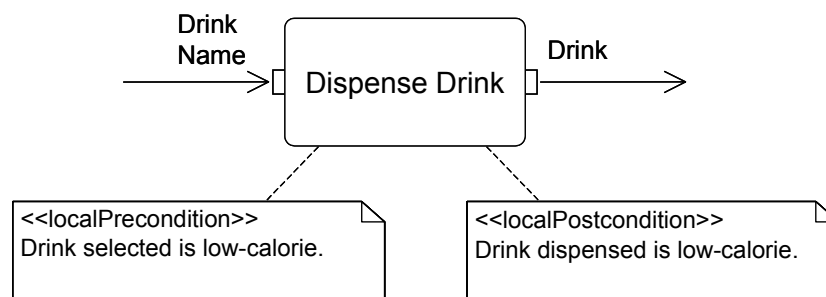 Drink
Name
Dispense Drink
Drink
<<localPrecondition>>
Drink selected is low-calorie.
<<localPostcondition>>
Drink dispensed is low-calorie.